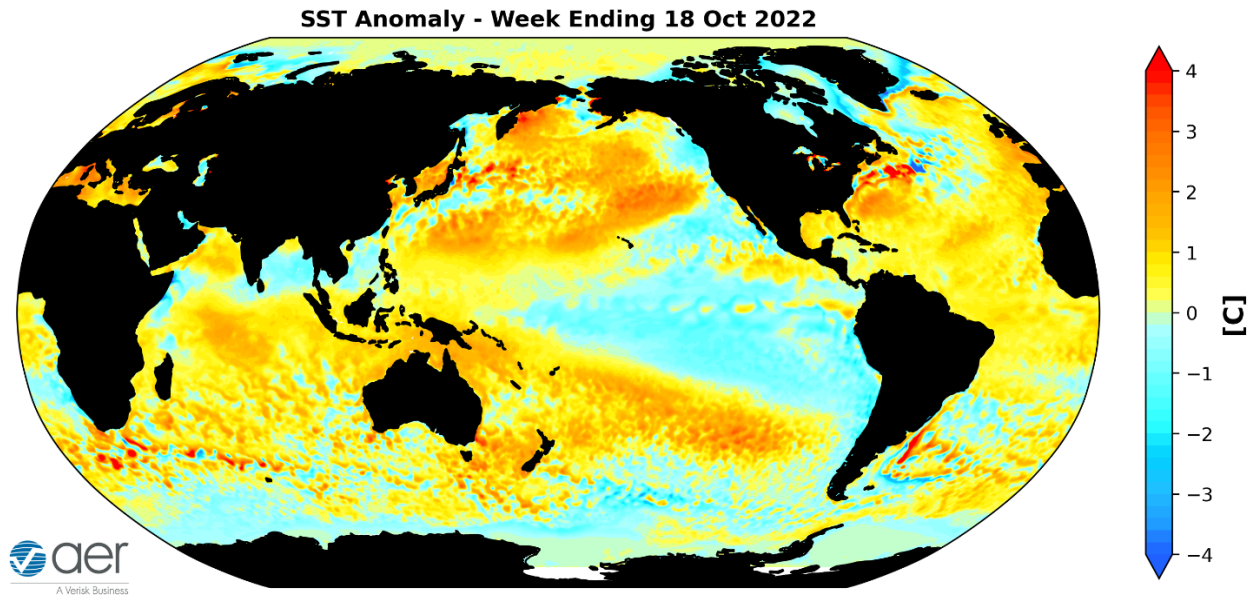 SST Anomaly - Week Ending 18 Oct 2022
4
3
2
1
0
−1
−2
−3
−4
[C]
aer
A Verisk Business